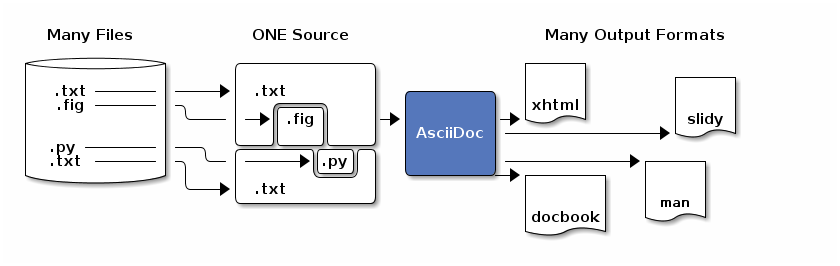 Many Files
ONE Source
Many Output Formats
.txt
.fig
.py
.txt
.txt
.fig
.py
.txt
AsciiDoc
xhtml
slidy
docbook
man